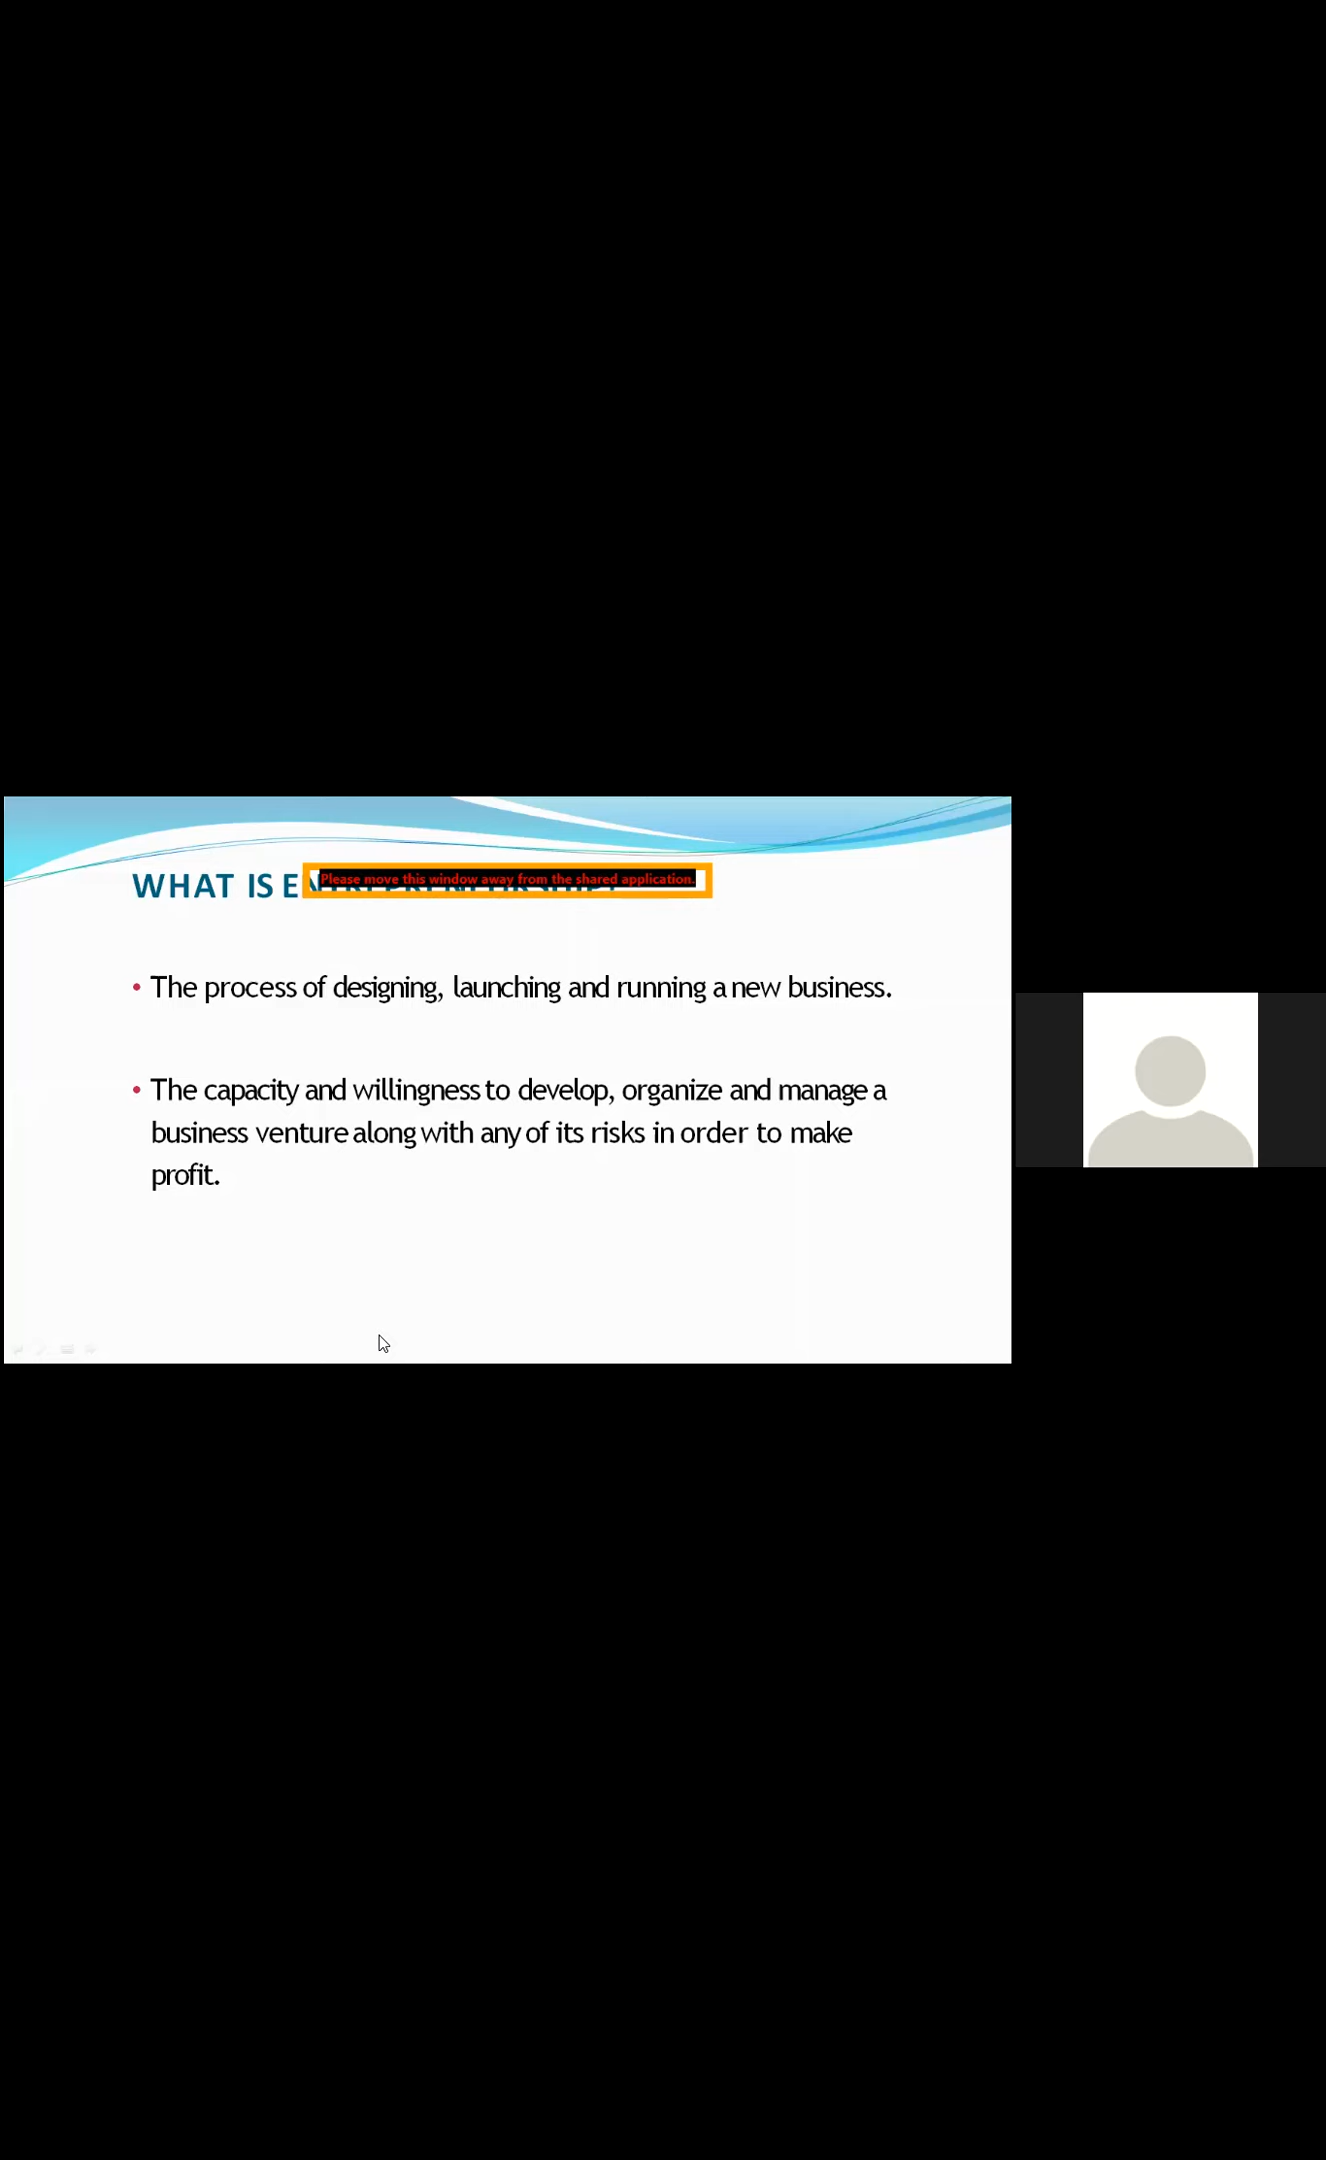 WHAT IS ENTREPRENEURSHIP?
Please move this window away from the shared application.
• The process of designing, launching and running a new business.
• The capacity and willingness to develop, organize and manage a
business venture along with any of its risks in order to make
profit.